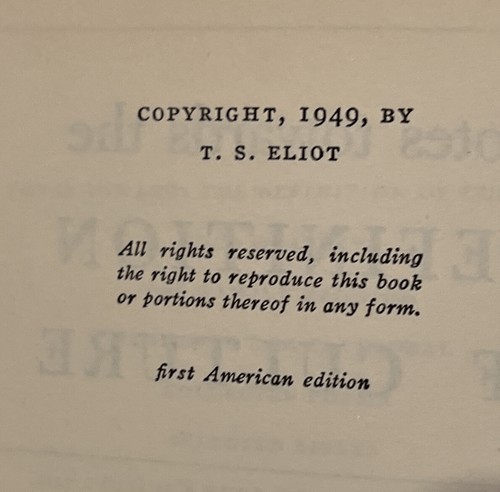 COPYRIGHT, 1949, BY
T. S. ELIOT
All rights reserved, including
the right to reproduce this book
or portions thereof in any form.
first American edition